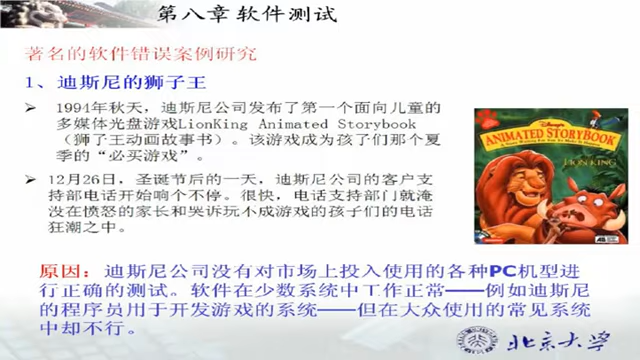 第八章 软件测试
著名的软件错误案例研究
1、迪斯尼的狮子王
1994年秋天，迪斯尼公司发布了第一个面向儿童的
多媒体光盘游戏LionKing Animated Storybook
（狮子王动画故事书）。该游戏成为孩子们那个夏
季的“必买游戏”。
12月26日，圣诞节后的一天，迪斯尼公司的客户支
持部电话开始响个不停。很快，电话支持部门就淹
没在愤怒的家长和哭诉玩不成游戏的孩子们的电话
狂潮之中。
Disney's
ANIMATED STORYBOOK
THE LION KING
原因：迪斯尼公司没有对市场上投入使用的各种PC机型进
行正确的测试。软件在少数系统中工作正常——例如迪斯尼
的程序员用于开发游戏的系统——但在大众使用的常见系统
中却不行。
北京大学